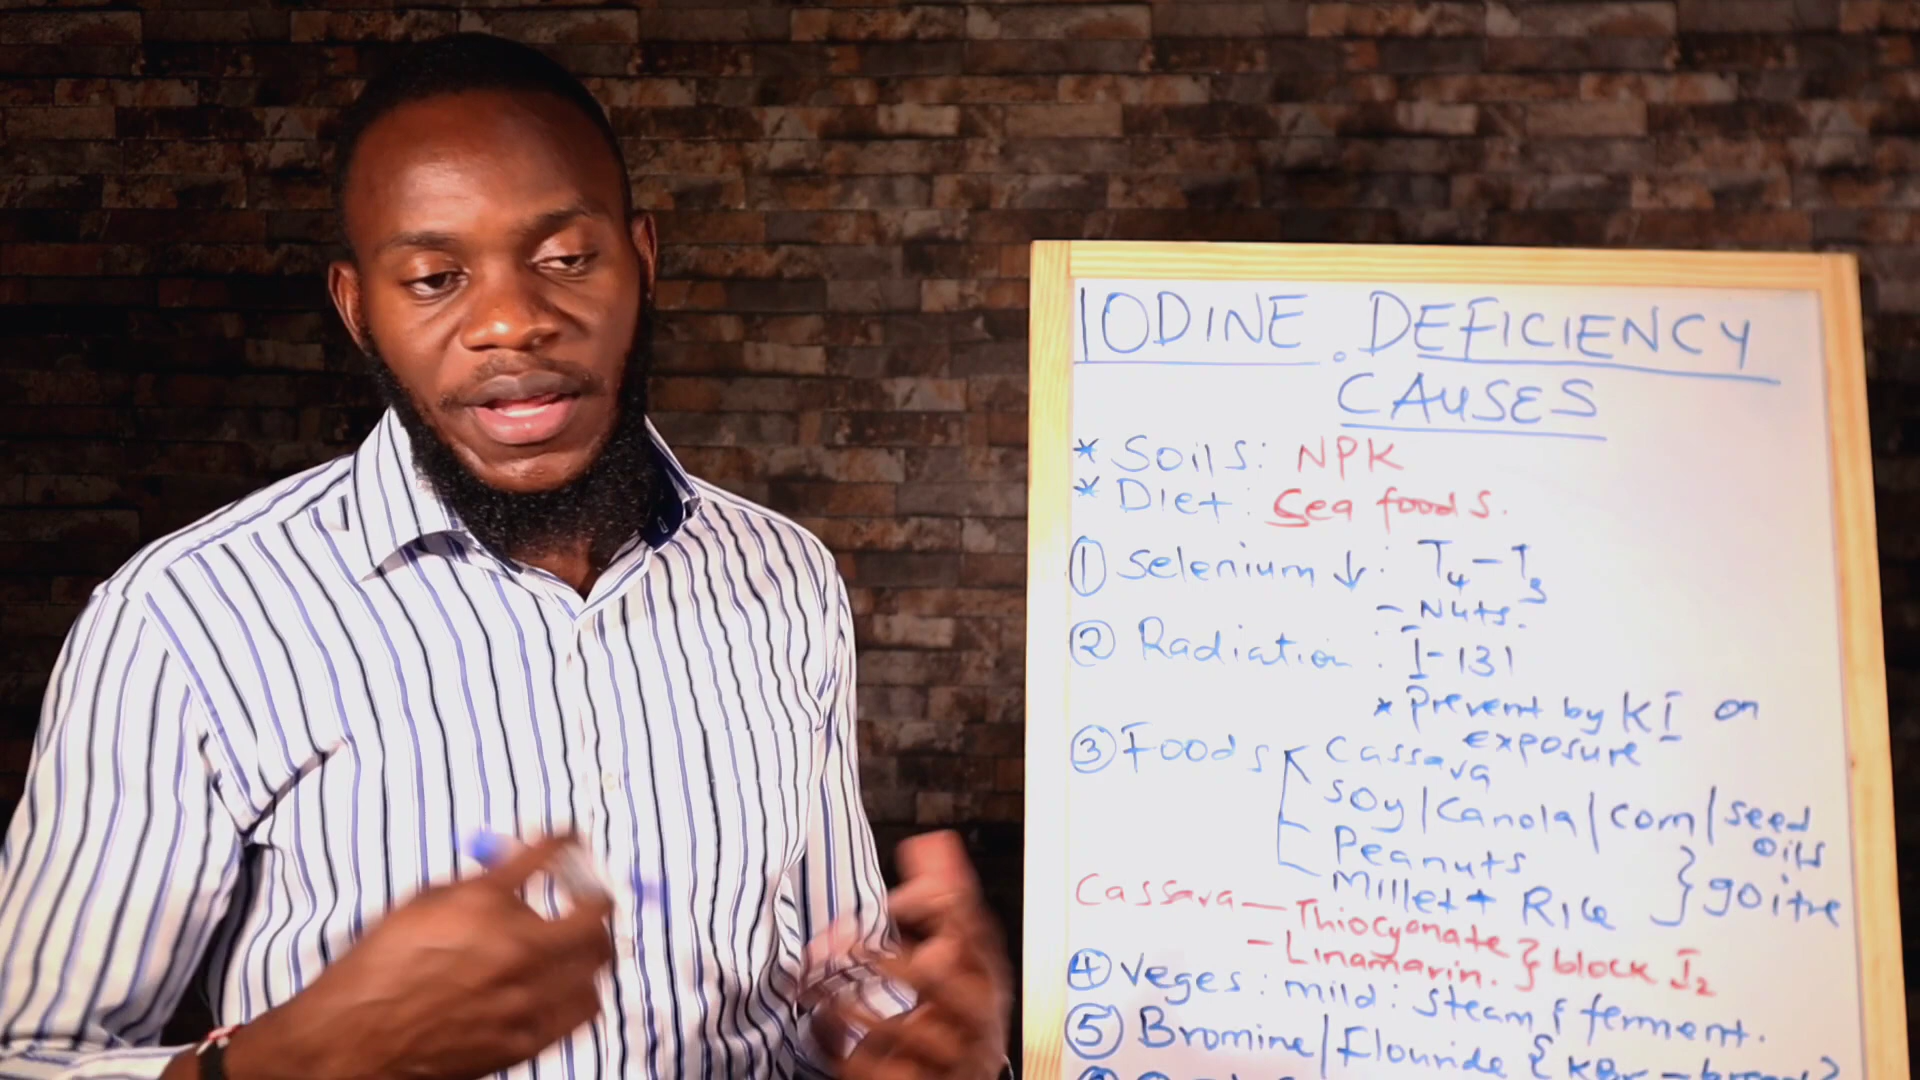 IODINE . DEFICIENCY
CAUSES
* Soils: NPK
* Diet: Sea foods.
① Selenium ↓: T4 - T3
- Nuts.
② Radiation : I-131
* Prevent by KI on
exposure
③ Foods Cassava
Soy / Canola / corn / seed oils
Peanuts
Millet + Rice } goitre
Cassava — Thiocyonate
- Linamarin. } block I2
④ Veges : mild : steam & ferment.
⑤ Bromine / Flouride { KBr -